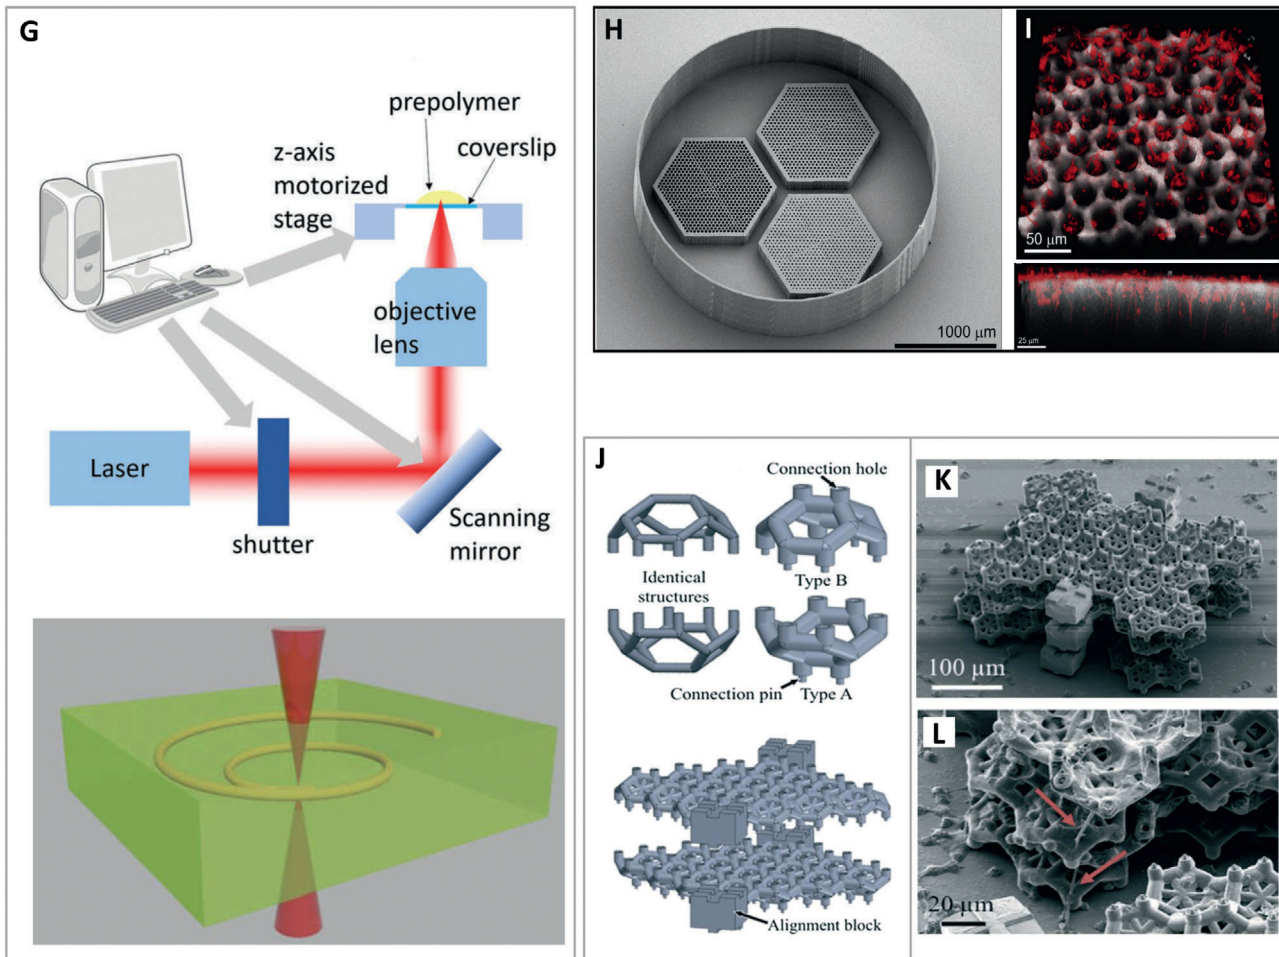 G
prepolymer
coverslip
z-axis
motorized
stage
objective
lens
Laser
shutter
Scanning
mirror
H
1000 μm
I
50 μm
25 μm
J
Connection hole
Identical
structures
Type B
Connection pin
Type A
Alignment block
K
100 μm
L
20 μm